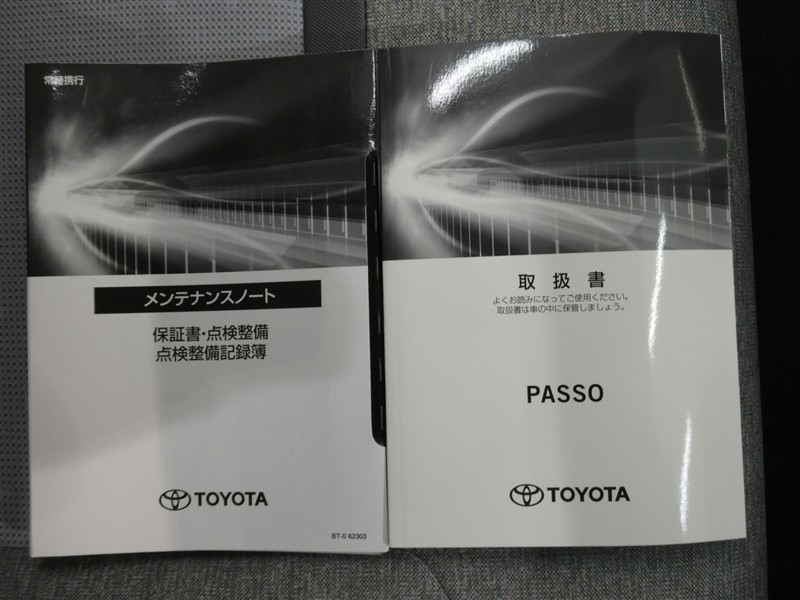 常時携行
メンテナンスノート
保証書・点検整備
点検整備記録簿
TOYOTA
BT-0 62303
取扱書
よくお読みになってご使用ください。
取扱書は車の中に保管しましょう。
PASSO
TOYOTA